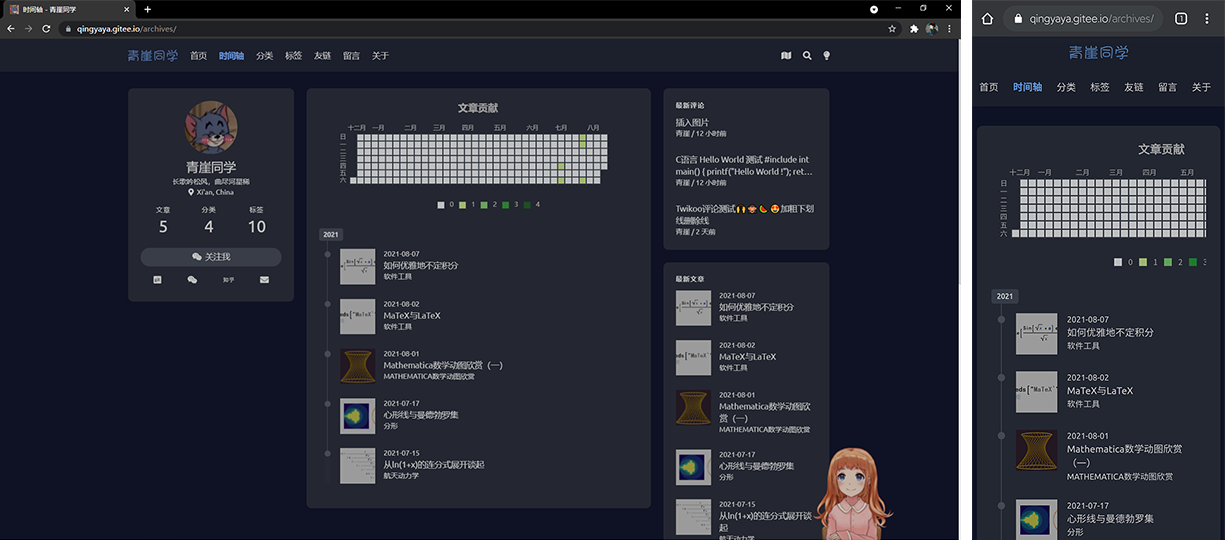 时间轴 - 青崖同学
qingyaya.gitee.io/archives/
青崖同学
首页 时间轴 分类 标签 友链 留言 关于
青崖同学
长歌吟松风，曲尽河星稀
Xi'an, China
文章 分类 标签
5 4 10
关注我
知乎
文章贡献
十二月 一月 二月 三月 四月 五月 六月 七月 八月
日
一
二
三
四
五
六
0 1 2 3 4
2021
2021-08-07
如何优雅地不定积分
软件工具
2021-08-02
MaTeX与LaTeX
软件工具
2021-08-01
Mathematica数学动图欣赏（一）
MATHEMATICA数学动图欣赏
2021-07-17
心形线与曼德勃罗集
分形
2021-07-15
从ln(1+x)的连分式展开谈起
航天动力学
最新评论
插入图片
青崖 / 12 小时前
C语言 Hello World 测试 #include int
main() { printf("Hello World !"); ret...
青崖 / 12 小时前
Twikoo评论测试🙌🐵🍉😍加粗下划
线删除线
青崖 / 2 天前
最新文章
2021-08-07
如何优雅地不定积分
软件工具
2021-08-02
MaTeX与LaTeX
软件工具
2021-08-01
Mathematica数学动图欣
赏（一）
MATHEMATICA数学动图欣赏
2021-07-17
心形线与曼德勃罗集
分形
2021-07-15
从ln(1+x)的连分式展开谈
起
航天动力学
qingyaya.gitee.io/archives/
1
青崖同学
首页 时间轴 分类 标签 友链 留言 关于
文章贡献
十二月 一月 二月 三月 四月 五月
日
一
二
三
四
五
六
0 1 2 3
2021
2021-08-07
如何优雅地不定积分
软件工具
2021-08-02
MaTeX与LaTeX
软件工具
2021-08-01
Mathematica数学动图欣赏
（一）
MATHEMATICA数学动图欣赏
2021-07-17
心形线与曼德勃罗集
分形